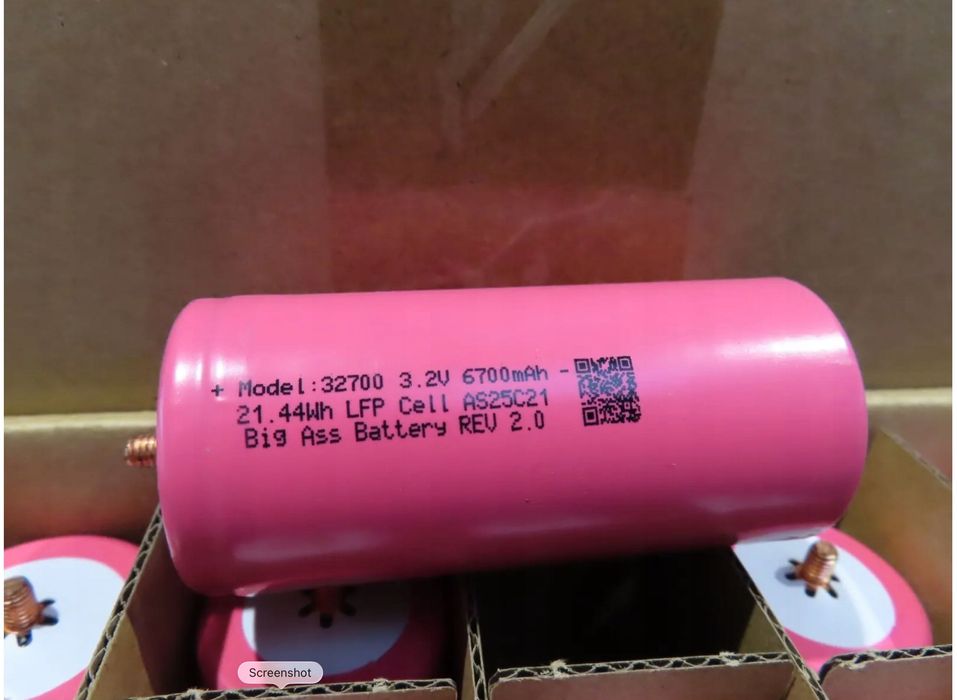 + Model:32700 3.2V 6700mAh -
21.44Wh LFP Cell AS25C21
Big Ass Battery REV 2.0
Screenshot